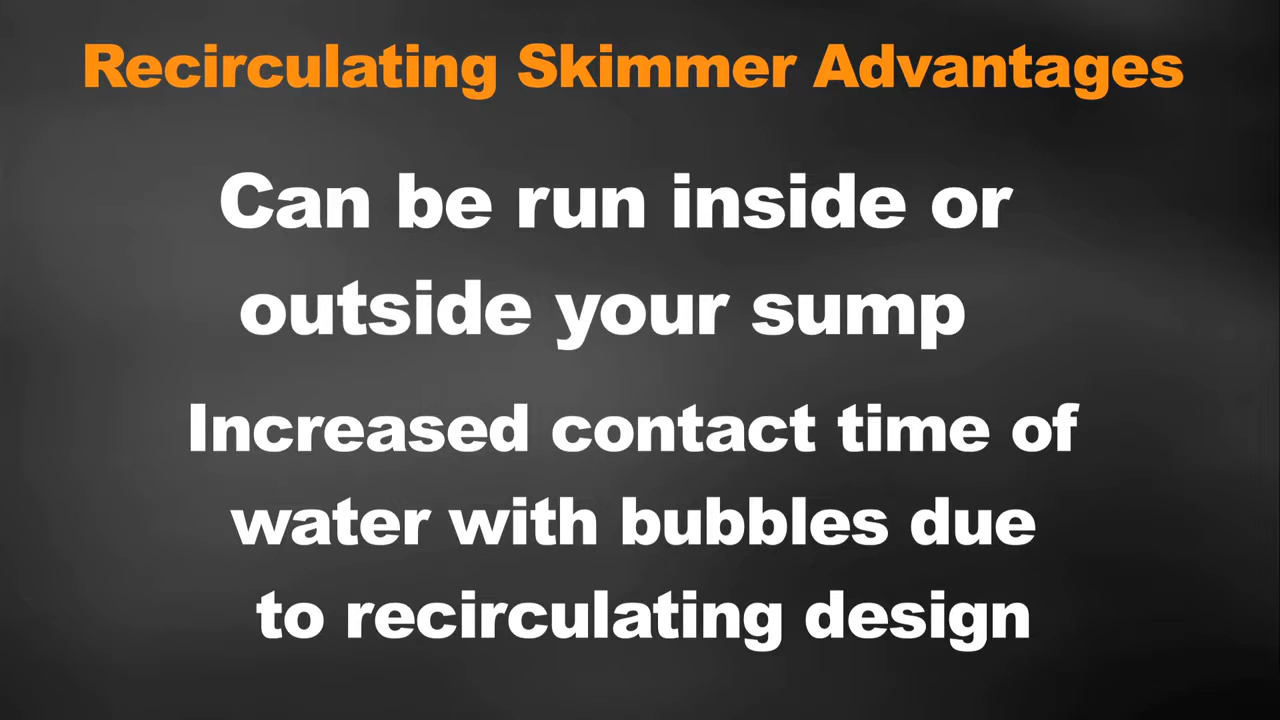 Recirculating Skimmer Advantages
Can be run inside or
outside your sump
Increased contact time of
water with bubbles due
to recirculating design